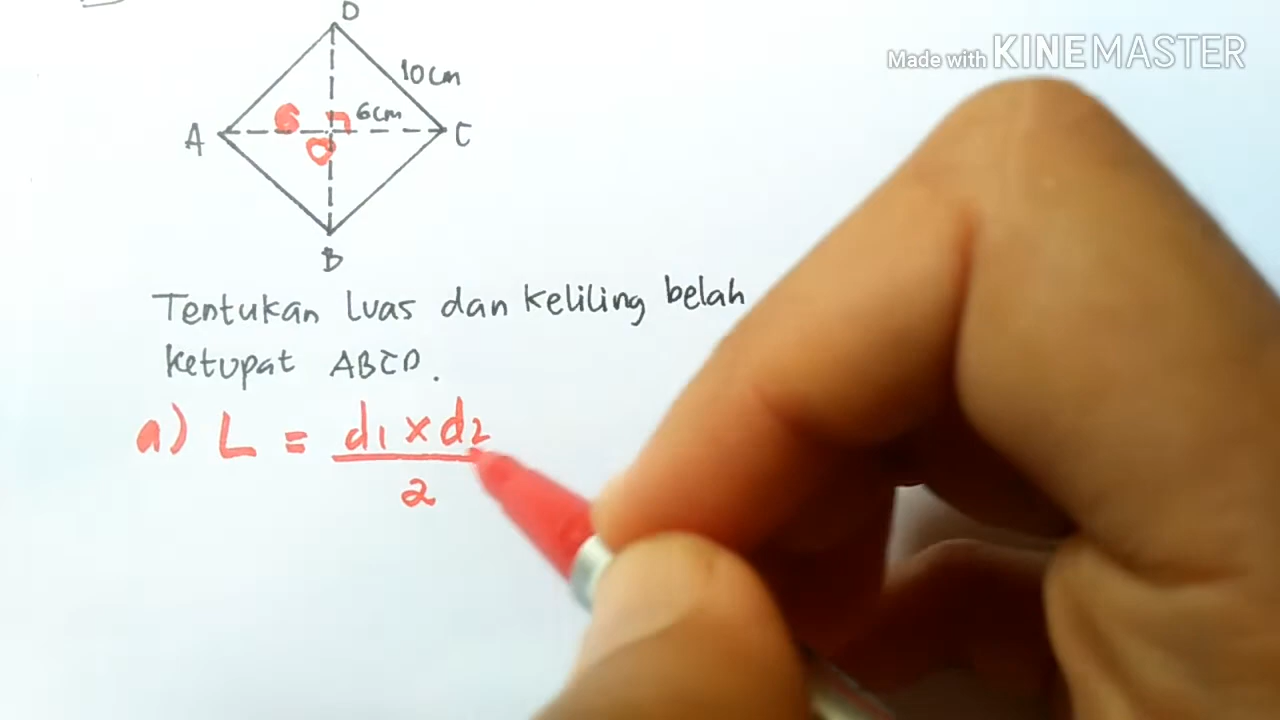 Made with KINEMASTER
D
10cm
6 6cm
A C
O
B
Tentukan luas dan keliling belah
ketupat ABCD.
a) L = d1 x d2
2